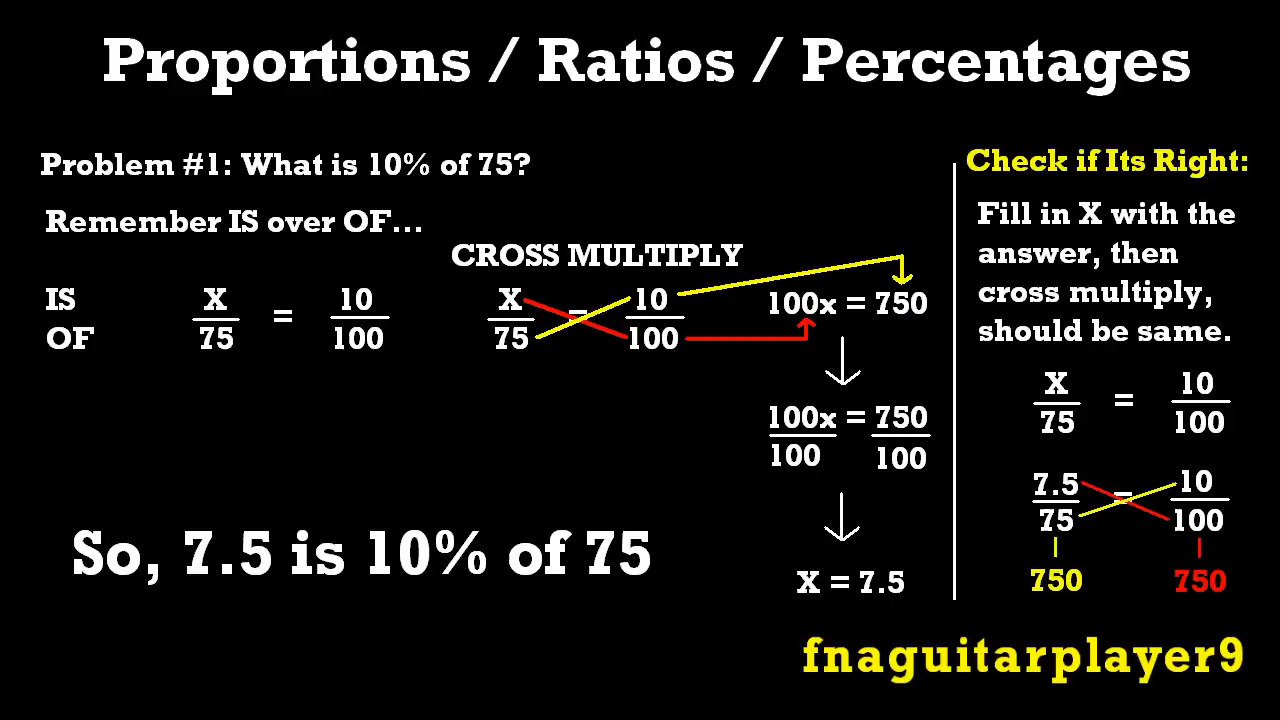 Proportions / Ratios / Percentages
Problem #1: What is 10% of 75?
Remember IS over OF...
CROSS MULTIPLY
IS X = 10 X = 10 100x = 750
OF 75 100 75 100
100x = 750
100 100
X = 7.5
So, 7.5 is 10% of 75
Check if Its Right:
Fill in X with the
answer, then
cross multiply,
should be same.
X = 10
75 100
7.5 = 10
75 100
750 750
fnaguitarplayer9